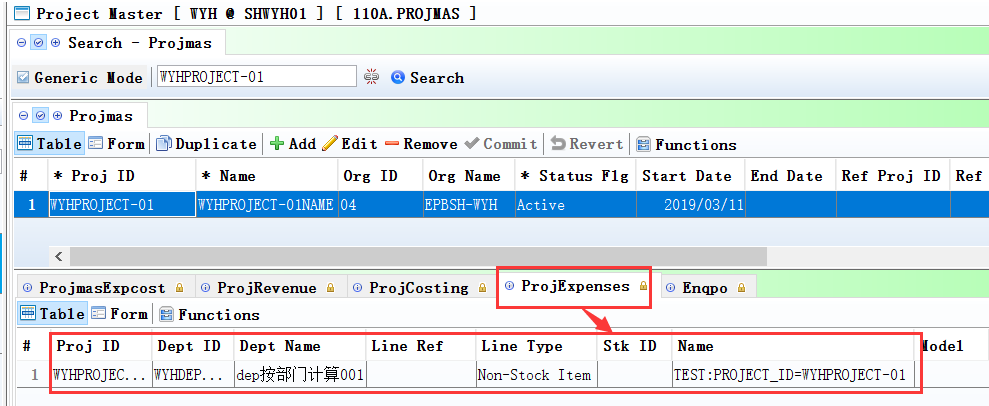 Project Master [ WYH @ SHWYH01 ] [ 110A.PROJMAS ]
Search - Projmas
Generic Mode WYHPROJECT-01 Search
Projmas
Table Form Duplicate Add Edit Remove Commit Revert Functions
# * Proj ID * Name Org ID Org Name * Status Flg Start Date End Date Ref Proj ID Ref
1 WYHPROJECT-01 WYHPROJECT-01NAME 04 EPBSH-WYH Active 2019/03/11
ProjmasExpcost ProjRevenue ProjCosting ProjExpenses Enqpo
Table Form Functions
# Proj ID Dept ID Dept Name Line Ref Line Type Stk ID Name Model
1 WYHPROJEC... WYHDEP... dep按部门计算001 Non-Stock Item TEST:PROJECT_ID=WYHPROJECT-01